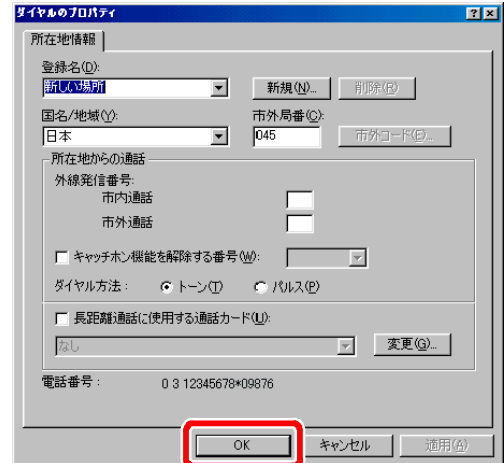 ダイヤルのプロパティ
所在地情報
登録名(D):
新しい場所
新規(N)...
削除(R)
国名/地域(Y):
市外局番(C):
日本
045
市外コード(E)...
所在地からの通話
外線発信番号:
市内通話
市外通話
キャッチホン機能を解除する番号(W):
ダイヤル方法: トーン(T) パルス(P)
長距離通話に使用する通話カード(L):
なし
変更(G)...
電話番号: 0 3 12345678*09876
OK
キャンセル
適用(A)